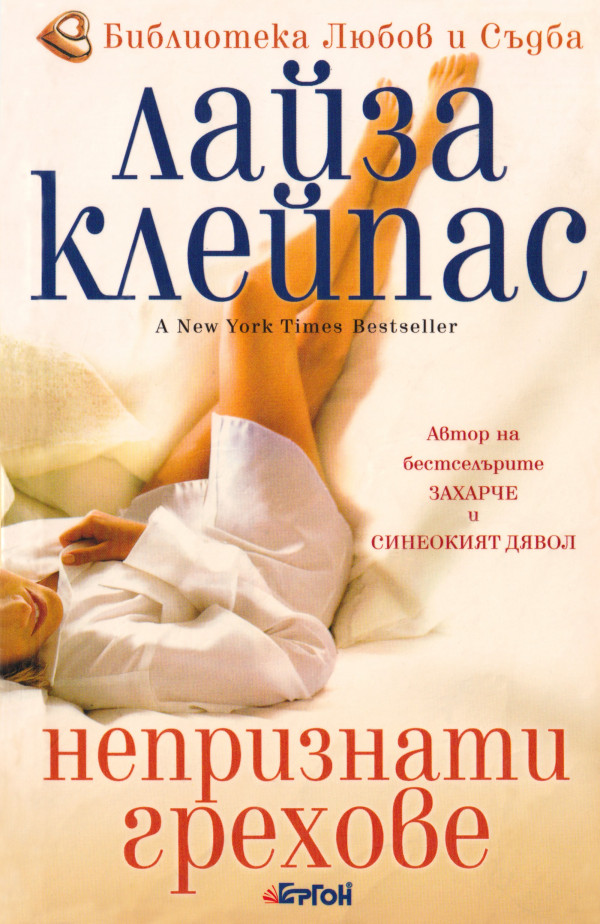 Библиотека Любов и Съдба
Лайза
Клейпас
A New York Times Bestseller
Автор на
бестселърите
ЗАХАРЧЕ
и
СИНЕОКИЯТ ДЯВОЛ
непризнати
грехове
ЕРГОН®